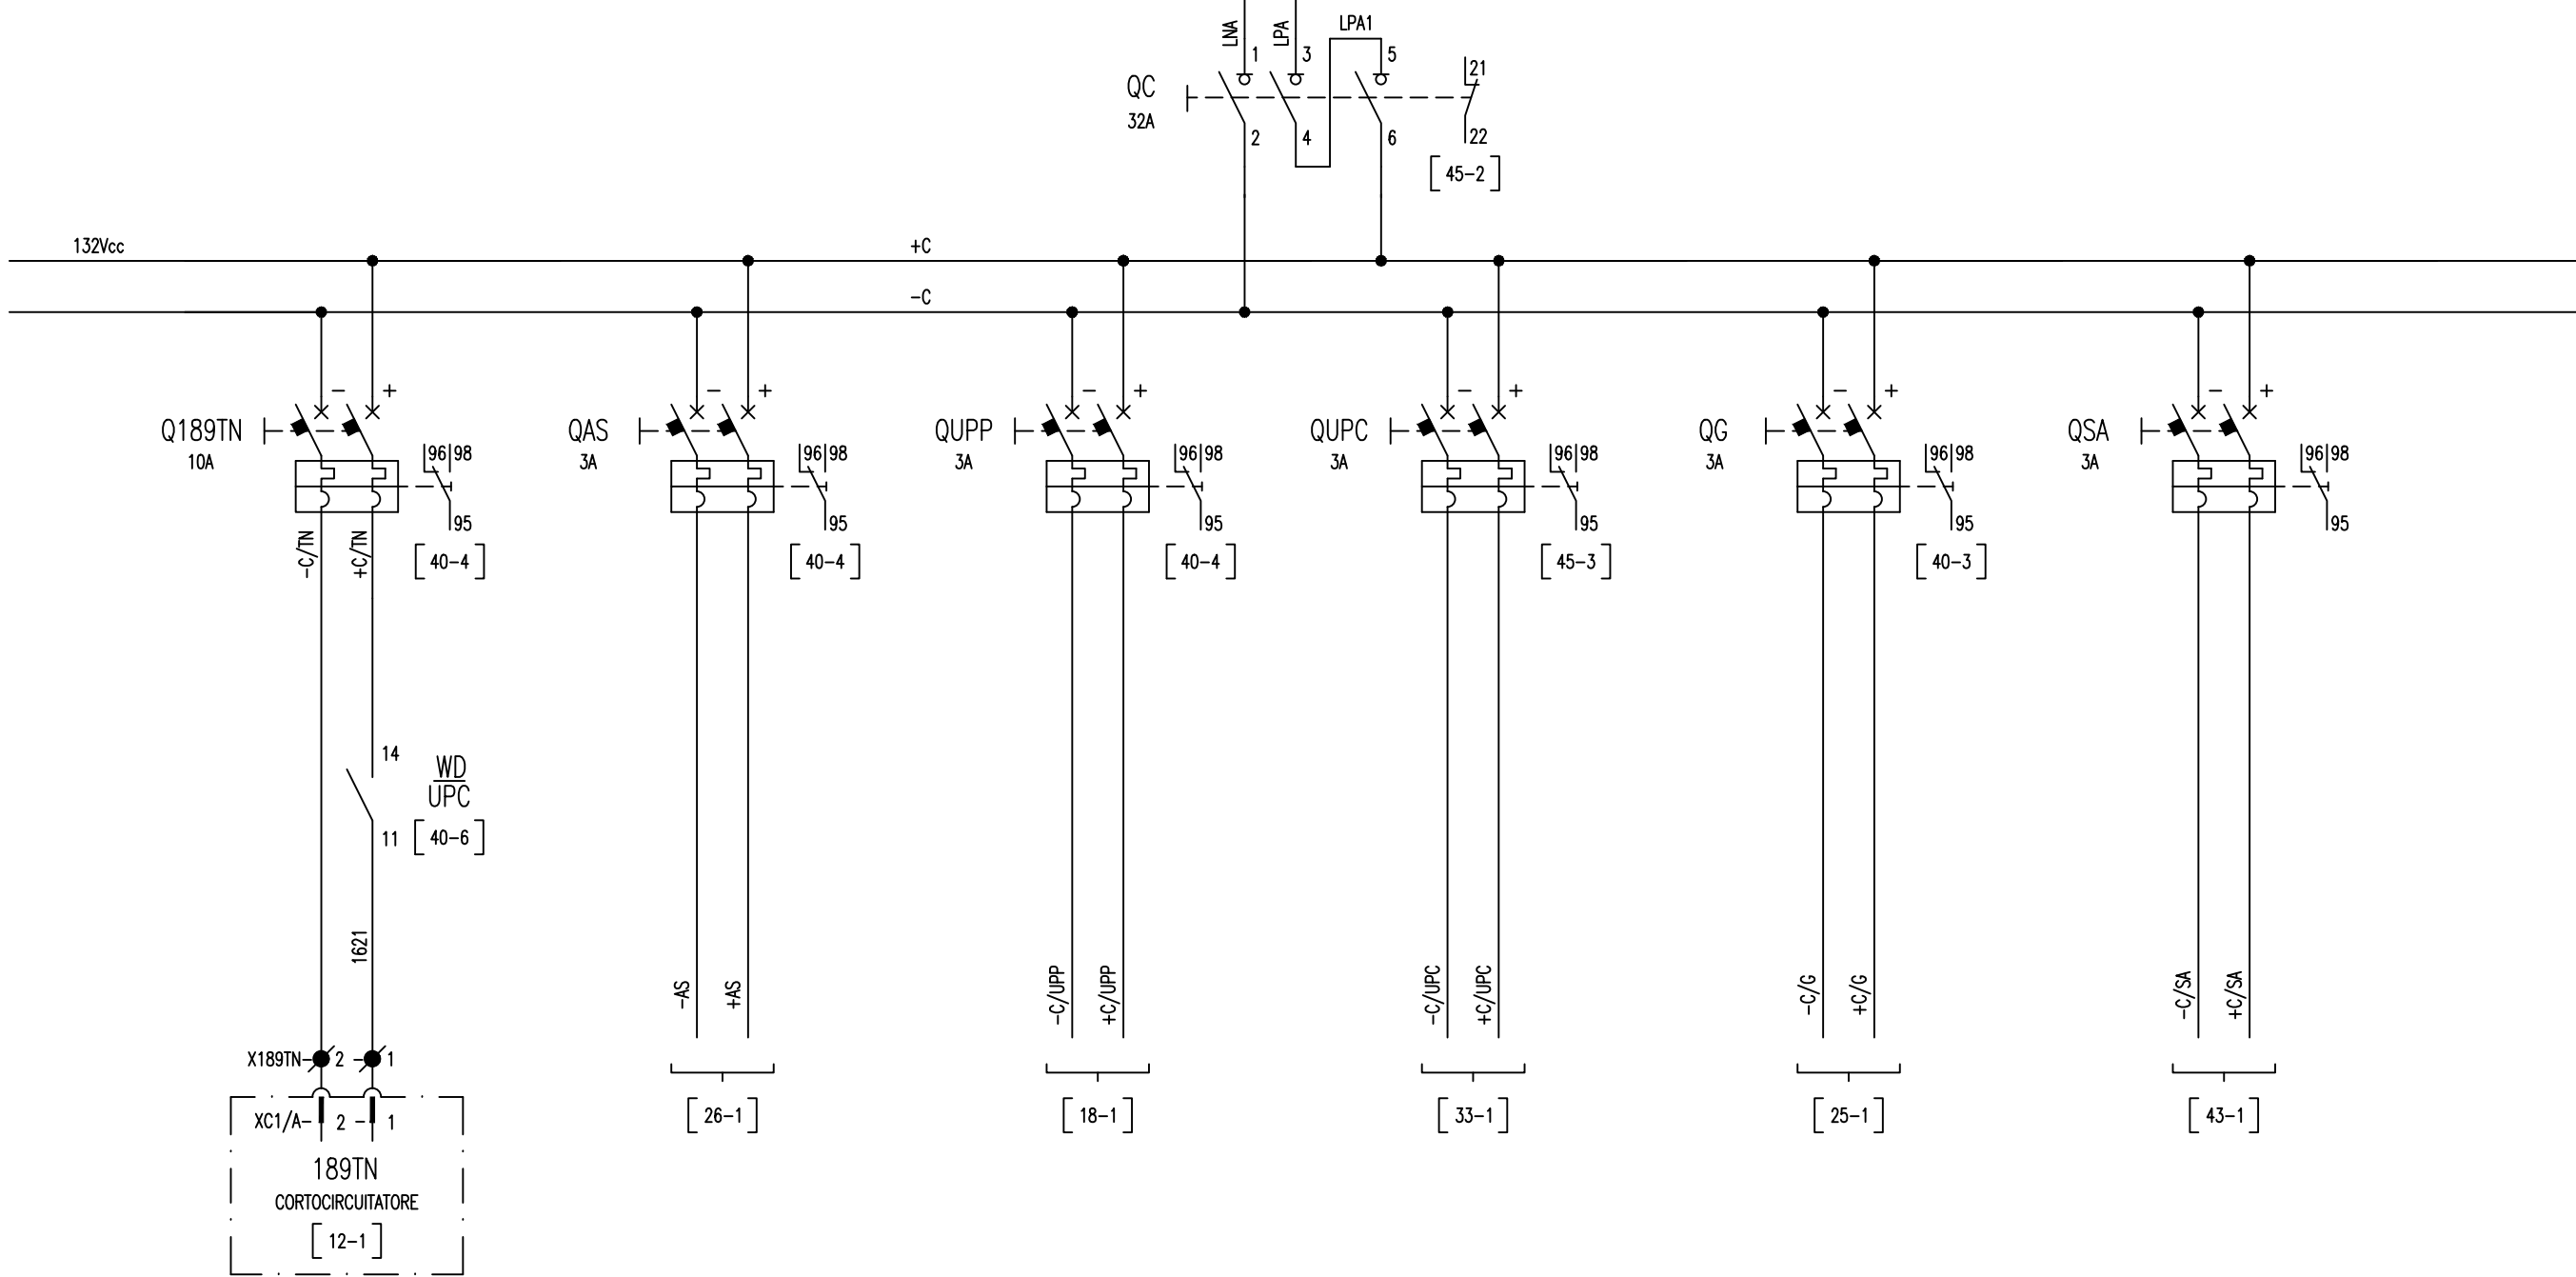 LNA LPA LPA1
1 3 5 21
QC
32A
2 4 6 22
45-2
132Vcc +C
-C
- + - + - + - + - + - +
Q189TN QAS QUPP QUPC QG QSA
10A 3A 3A 3A 3A 3A
96 98 96 98 96 98 96 98 96 98 96 98
95 95 95 95 95 95
-C/TN +C/TN
40-4 40-4 40-4 45-3 40-3
14
WD
UPC
11 40-6
1621
-AS +AS -C/UPP +C/UPP -C/UPC +C/UPC -C/G +C/G -C/SA +C/SA
X189TN- 2 - 1
26-1 18-1 33-1 25-1 43-1
XC1/A- 2 - 1
189TN
CORTOCIRCUITATORE
12-1